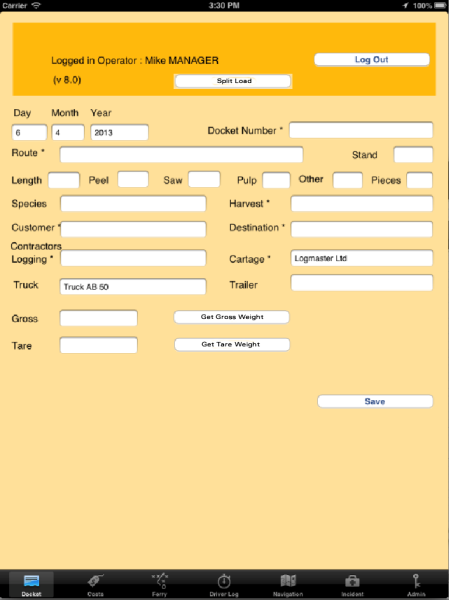 Carrier 3:30 PM 100%
Logged in Operator : Mike MANAGER Log Out
(v 8.0) Split Load
Day Month Year
6 4 2013 Docket Number *
Route * Stand
Length Peel Saw Pulp Other Pieces
Species Harvest *
Customer * Destination *
Contractors
Logging * Cartage * Logmaster Ltd
Truck Truck AB 60 Trailer
Gross Get Gross Weight
Tare Get Tare Weight
Save
Docket Costs Ferry Driver Log Navigation Incident Admin